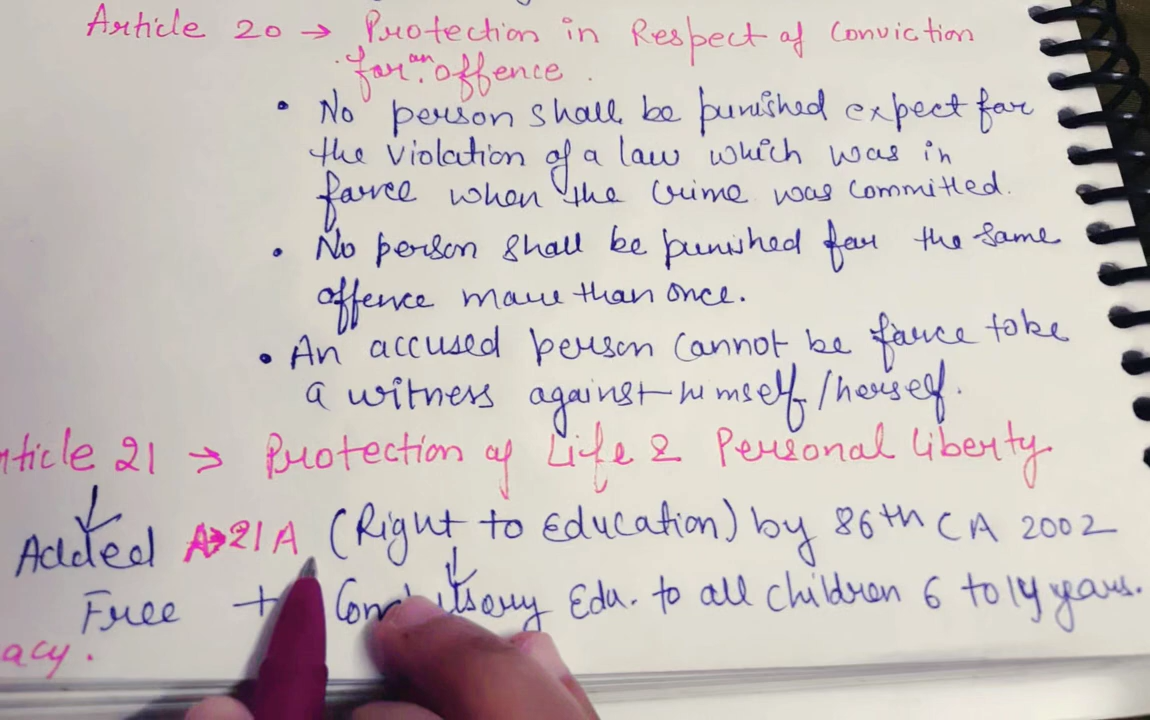 Article 20 → Protection in Respect of Conviction
for an offence.
• No person shall be punished expect for
the violation of a law which was in
force when the crime was committed.
• No person shall be punished for the same
offence more than once.
• An accused person cannot be force to be
a witness against himself/herself.
rticle 21 → Protection of Life & Personal liberty
Added A→21A (Right to Education) by 86th CA 2002
Free + Edu. to all children 6 to 14 years.
acy.